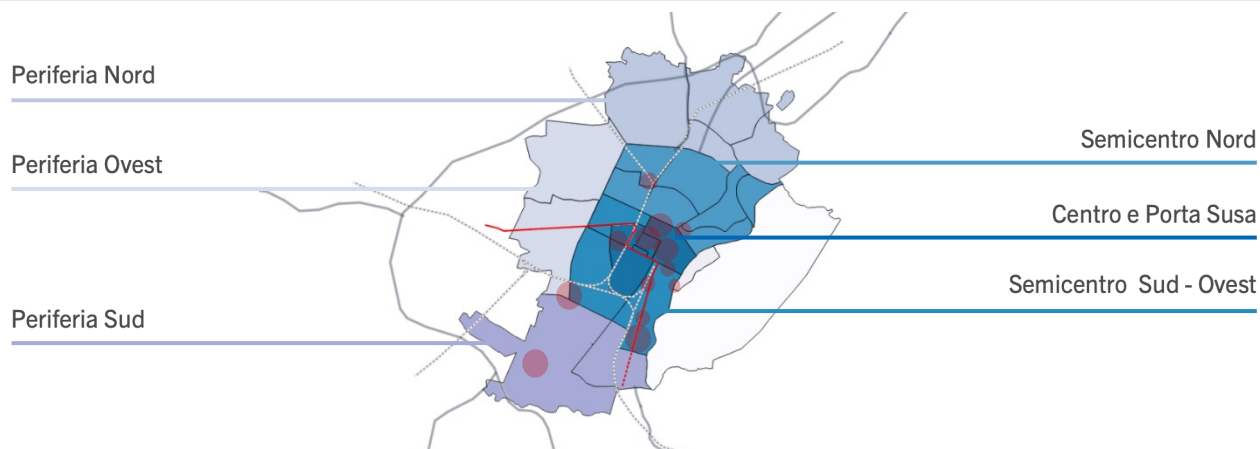 Periferia Nord
Periferia Ovest
Periferia Sud
Semicentro Nord
Centro e Porta Susa
Semicentro Sud - Ovest